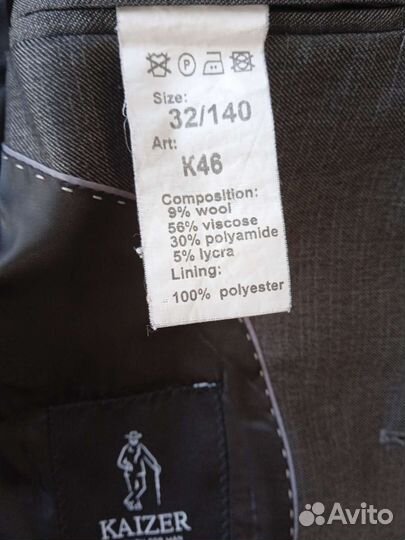 P
Size:
32/140
Art:
K46
Composition:
9% wool
56% viscose
30% polyamide
5% lycra
Lining:
100% polyester
KAIZER
Avito